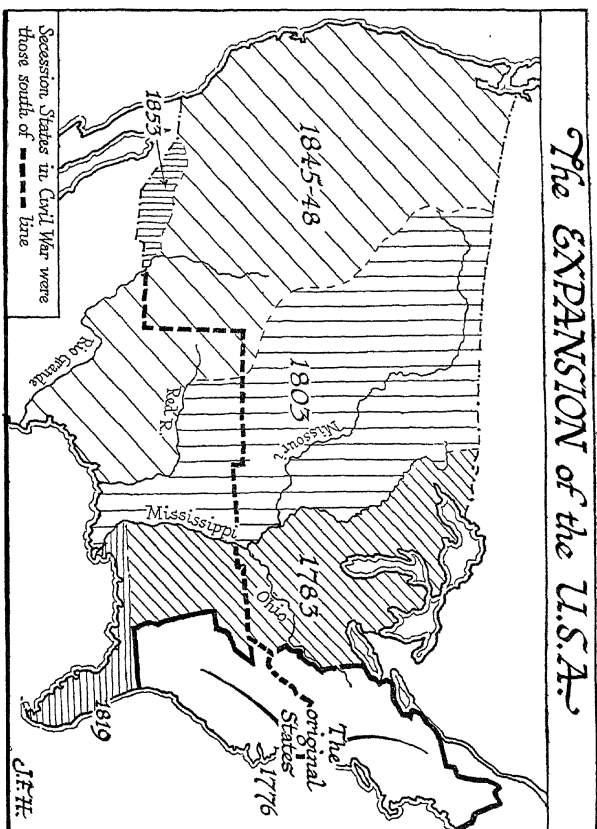 The EXPANSION of the U.S.A.
1845-48
1853
1803
Missouri
Red R.
Rio Grande
Mississippi
1783
Ohio
The
original
States
1776
1819
Secession States in Civil War were
those south of line
J.F.H.